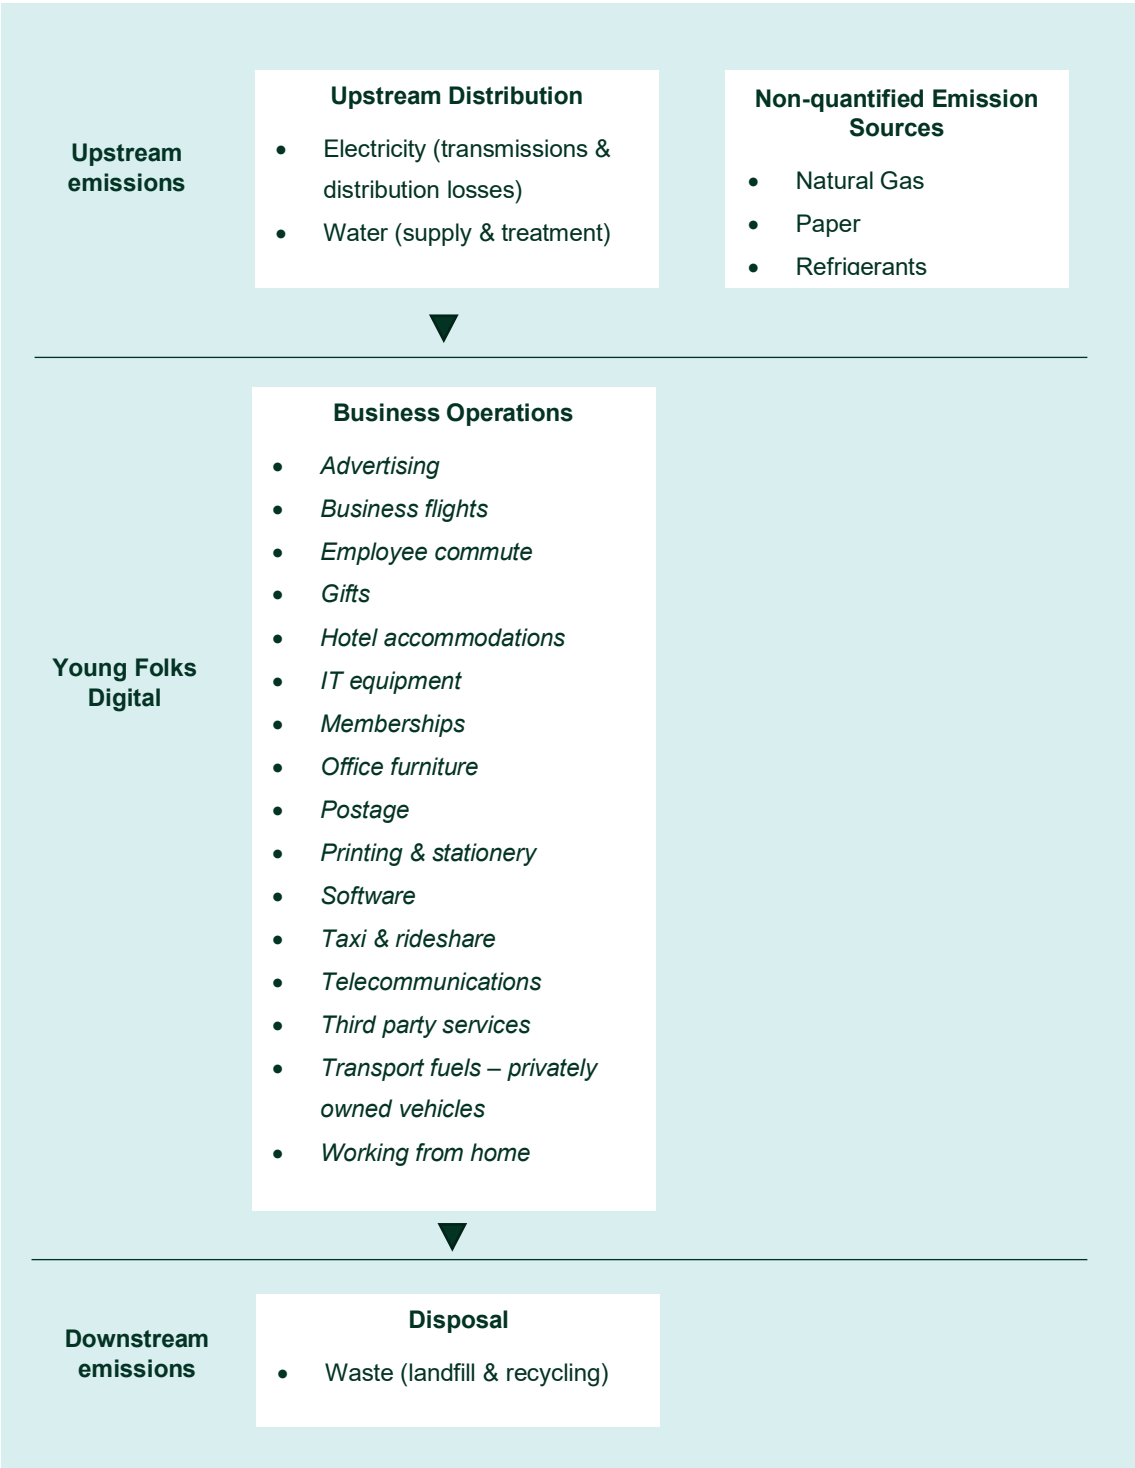 Upstream
emissions
Upstream Distribution
• Electricity (transmissions &
distribution losses)
• Water (supply & treatment)
Non-quantified Emission
Sources
• Natural Gas
• Paper
• Refrigerants
Young Folks
Digital
Business Operations
• Advertising
• Business flights
• Employee commute
• Gifts
• Hotel accommodations
• IT equipment
• Memberships
• Office furniture
• Postage
• Printing & stationery
• Software
• Taxi & rideshare
• Telecommunications
• Third party services
• Transport fuels – privately
owned vehicles
• Working from home
Downstream
emissions
Disposal
• Waste (landfill & recycling)